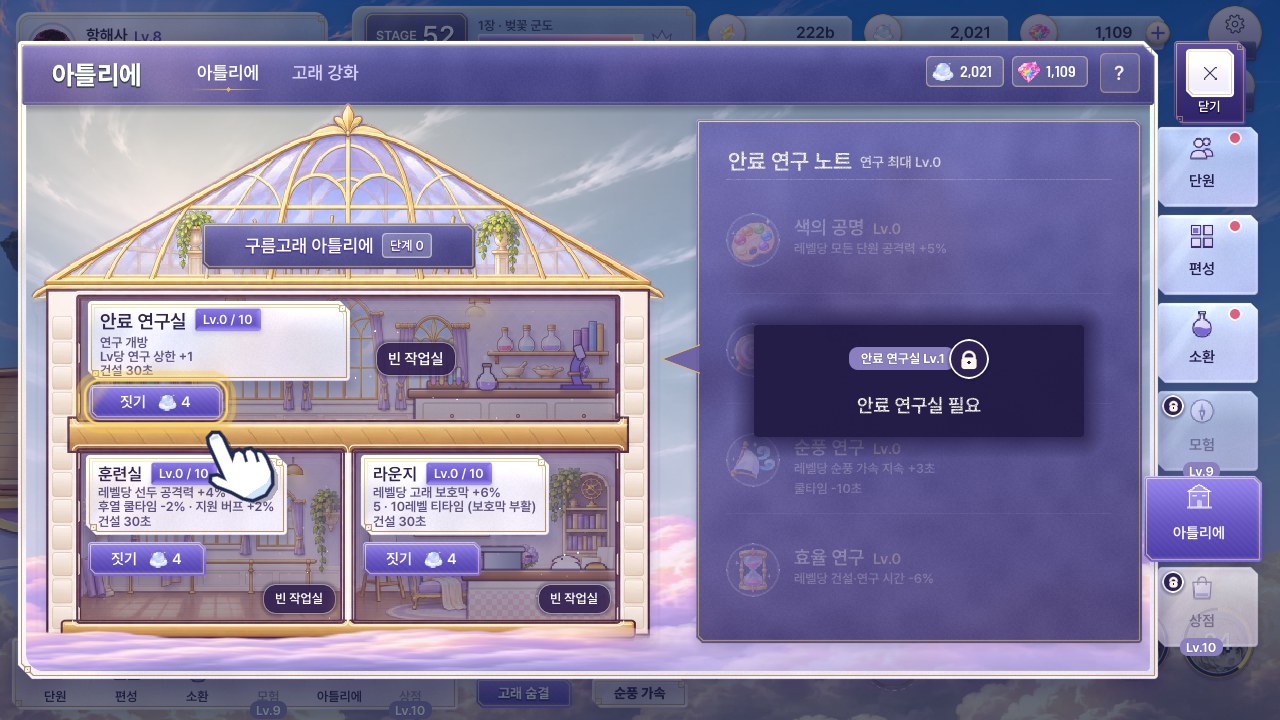 항해사 Lv.8
STAGE 52
1장 · 벚꽃 군도
222b
2,021
1,109
아틀리에
아틀리에
고래 강화
2,021
1,109
?
닫기
구름고래 아틀리에 단계 0
안료 연구실 Lv.0 / 10
연구 개방
Lv당 연구 상한 +1
건설 30초
짓기 4
빈 작업실
훈련실 Lv.0 / 10
레벨당 선두 공격력 +4%
후열 쿨타임 -2% · 지원 버프 +2%
건설 30초
짓기 4
빈 작업실
라운지 Lv.0 / 10
레벨당 고래 보호막 +6%
5 · 10레벨 티타임 (보호막 부활)
건설 30초
짓기 4
빈 작업실
안료 연구 노트 연구 최대 Lv.0
색의 공명 Lv.0
레벨당 모든 단원 공격력 +5%
안료 연구실 Lv.1
안료 연구실 필요
순풍 연구 Lv.0
레벨당 순풍 가속 지속 +3초
쿨타임 -10초
효율 연구 Lv.0
레벨당 건설·연구 시간 -6%
단원
편성
소환
모험
Lv.9
아틀리에
상점
Lv.10
단원
편성
소환
모험
Lv.9
아틀리에
상점
Lv.10
고래 숨결
순풍 가속